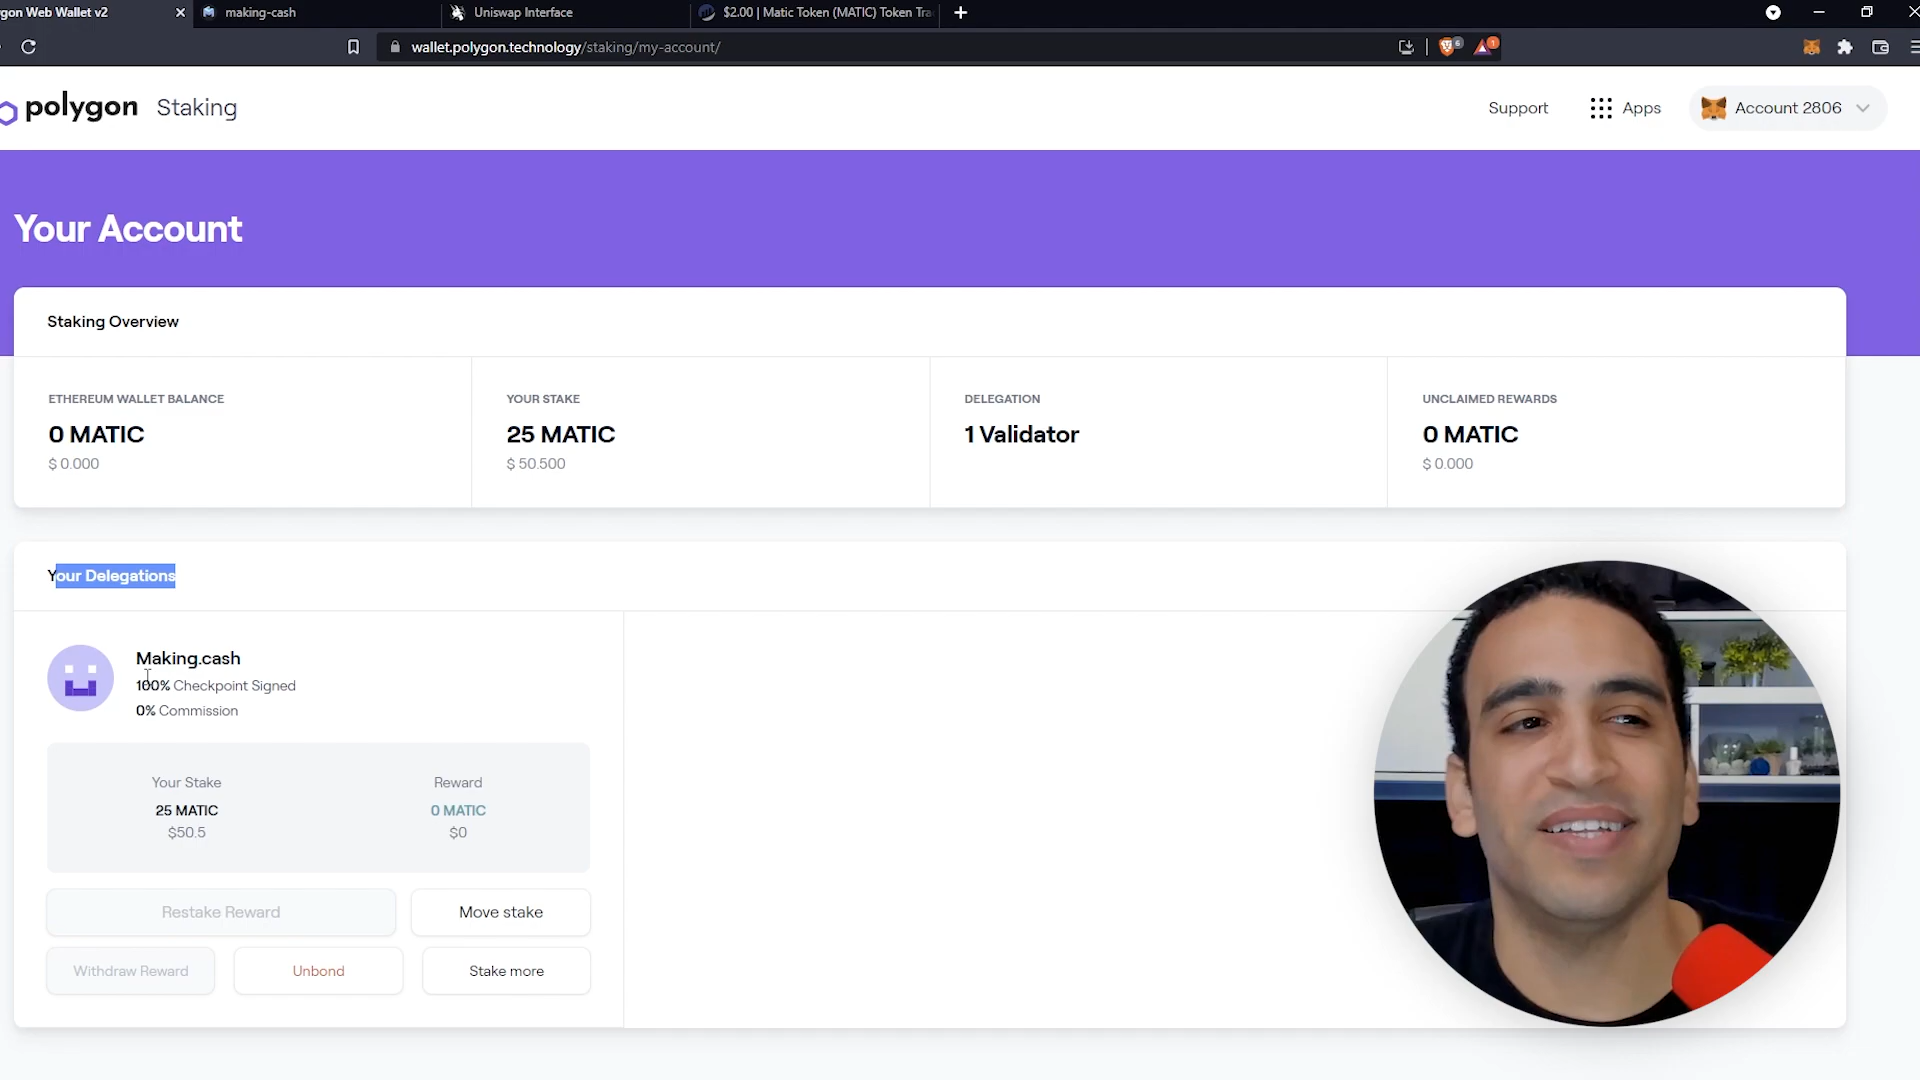 gon Web Wallet v2
making-cash
Uniswap Interface
$2.00 | Matic Token (MATIC) Token Tra
wallet.polygon.technology/staking/my-account/
6
1
polygon Staking
Support
Apps
Account 2806
Your Account
Staking Overview
ETHEREUM WALLET BALANCE
0 MATIC
$ 0.000
YOUR STAKE
25 MATIC
$ 50.500
DELEGATION
1 Validator
UNCLAIMED REWARDS
0 MATIC
$ 0.000
Your Delegations
Making.cash
100% Checkpoint Signed
0% Commission
Your Stake
25 MATIC
$50.5
Reward
0 MATIC
$0
Restake Reward
Move stake
Withdraw Reward
Unbond
Stake more